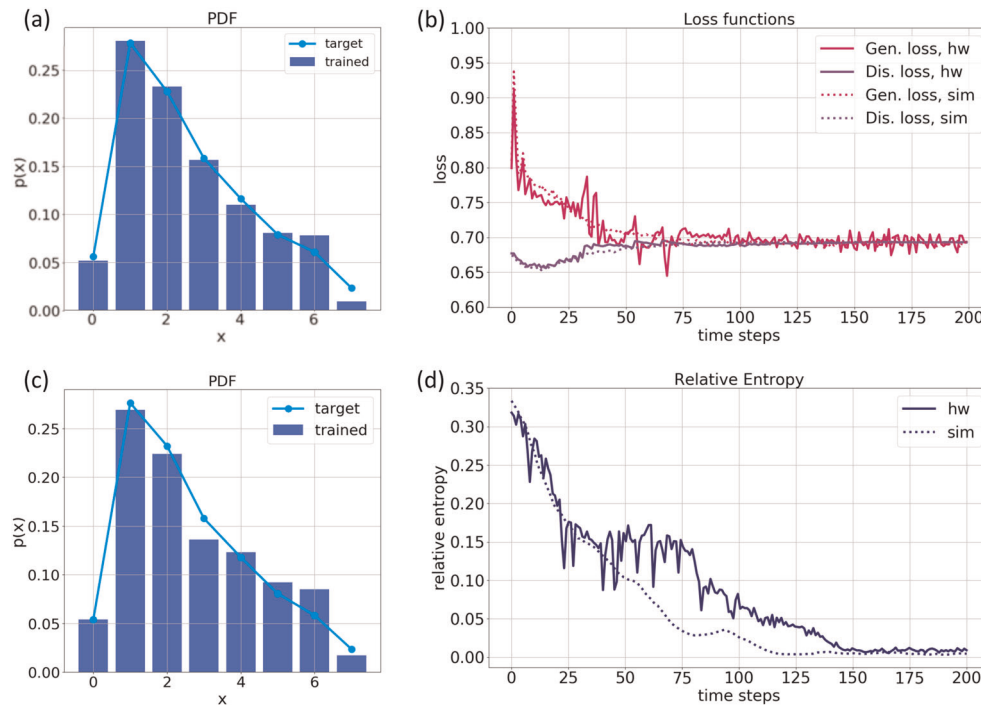 (a)
PDF
target
trained
p(x)
0.25
0.20
0.15
0.10
0.05
0.00
0 2 4 6
x
(b)
Loss functions
Gen. loss, hw
Dis. loss, hw
Gen. loss, sim
Dis. loss, sim
loss
1.00
0.95
0.90
0.85
0.80
0.75
0.70
0.65
0.60
0 25 50 75 100 125 150 175 200
time steps
(c)
PDF
target
trained
p(x)
0.25
0.20
0.15
0.10
0.05
0.00
0 2 4 6
x
(d)
Relative Entropy
hw
sim
relative entropy
0.35
0.30
0.25
0.20
0.15
0.10
0.05
0.00
0 25 50 75 100 125 150 175 200
time steps